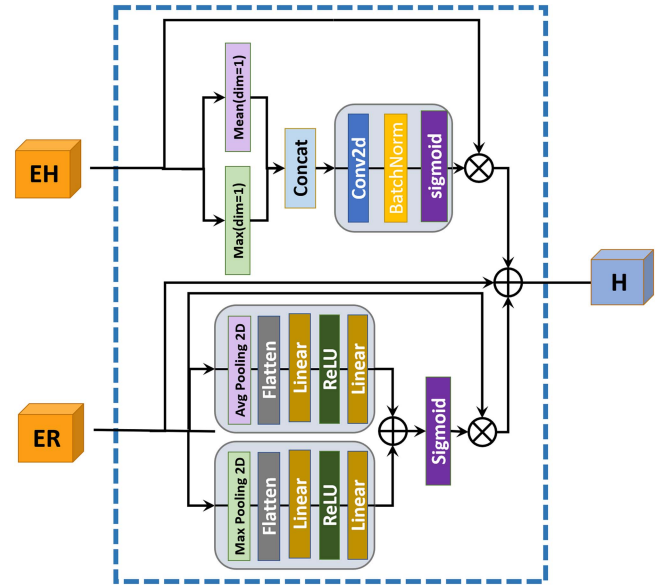 EH
Mean(dim=1)
Max(dim=1)
Concat
Conv2d
BatchNorm
sigmoid
H
ER
Avg Pooling 2D
Flatten
Linear
ReLU
Linear
Sigmoid
Max Pooling 2D
Flatten
Linear
ReLU
Linear